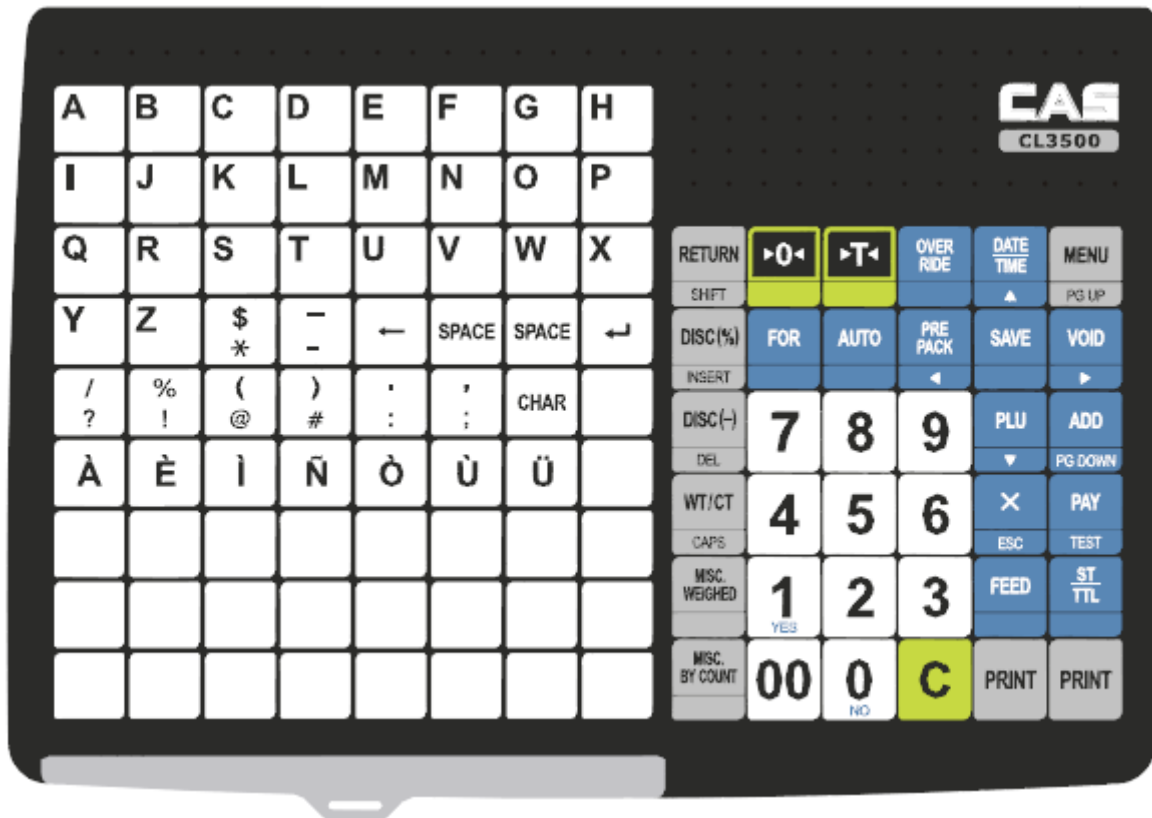 CAS
CL3500
A B C D E F G H
I J K L M N O P
Q R S T U V W X
Y Z $ * — - ← SPACE SPACE ↵
/ ? % ! ( @ ) # . : , ; CHAR
À È Ì Ñ Ò Ù Ü
RETURN ▸0◂ ▸T◂ OVER RIDE DATE TIME MENU
SHIFT ▲ PG UP
DISC(%) FOR AUTO PRE PACK SAVE VOID
INSERT ◀ ▶
DISC(–) 7 8 9 PLU ADD
DEL ▼ PG DOWN
WT/CT 4 5 6 × PAY
CAPS ESC TEST
MISC. WEIGHED 1 2 3 FEED ST TTL
YES
MISC. BY COUNT 00 0 C PRINT PRINT
NO